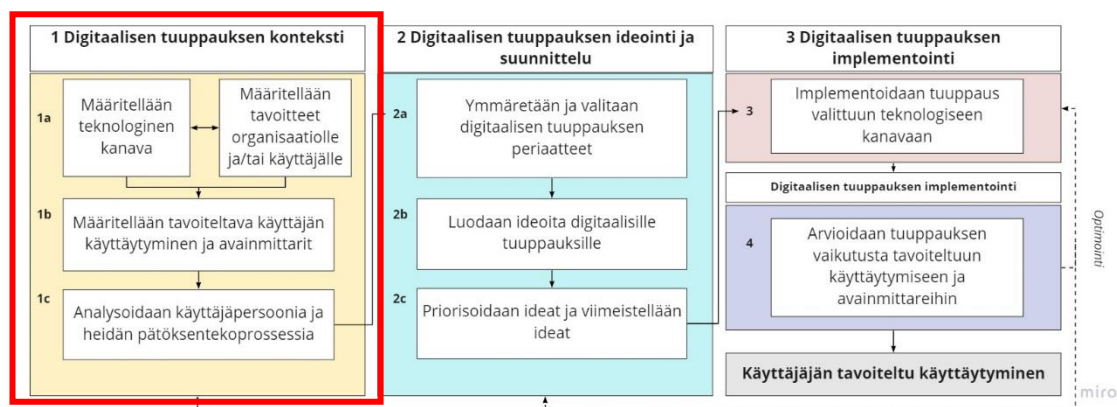 1 Digitaalisen tuuppauksen konteksti
1a
Määritellään
teknologinen
kanava
Määritellään
tavoitteet
organisaatiolle
ja/tai käyttäjälle
1b
Määritellään tavoiteltava käyttäjän
käyttäytyminen ja avainmittarit
1c
Analysoidaan käyttäjäpersoonia ja
heidän pätöksentekoprossessia
2 Digitaalisen tuuppauksen ideointi ja
suunnittelu
2a
Ymmäretään ja valitaan
digitaalisen tuuppauksen
periaatteet
2b
Luodaan ideoita digitaalisille
tuuppauksille
2c
Priorisoidaan ideat ja viimeistellään
ideat
3 Digitaalisen tuuppauksen
implementointi
3
Implementoidaan tuuppaus
valittuun teknologiseen
kanavaan
Digitaalisen tuuppauksen implementointi
4
Arvioidaan tuuppauksen
vaikutusta tavoiteltuun
käyttäytymiseen ja
avainmittareihin
Käyttäjäjän tavoiteltu käyttäytyminen
Optimointi
miro